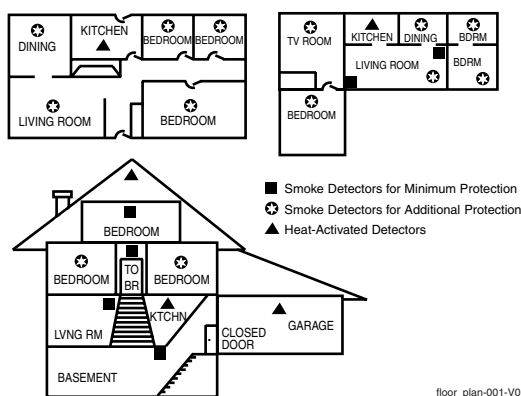 DINING
KITCHEN
BEDROOM
BEDROOM
LIVING ROOM
BEDROOM
TV ROOM
KITCHEN
DINING
BDRM
LIVING ROOM
BDRM
BEDROOM
Smoke Detectors for Minimum Protection
Smoke Detectors for Additional Protection
Heat-Activated Detectors
BEDROOM
BEDROOM
TO
BR
BEDROOM
LVNG RM
KTCHN
CLOSED
DOOR
GARAGE
BASEMENT
floor_plan-001-V0